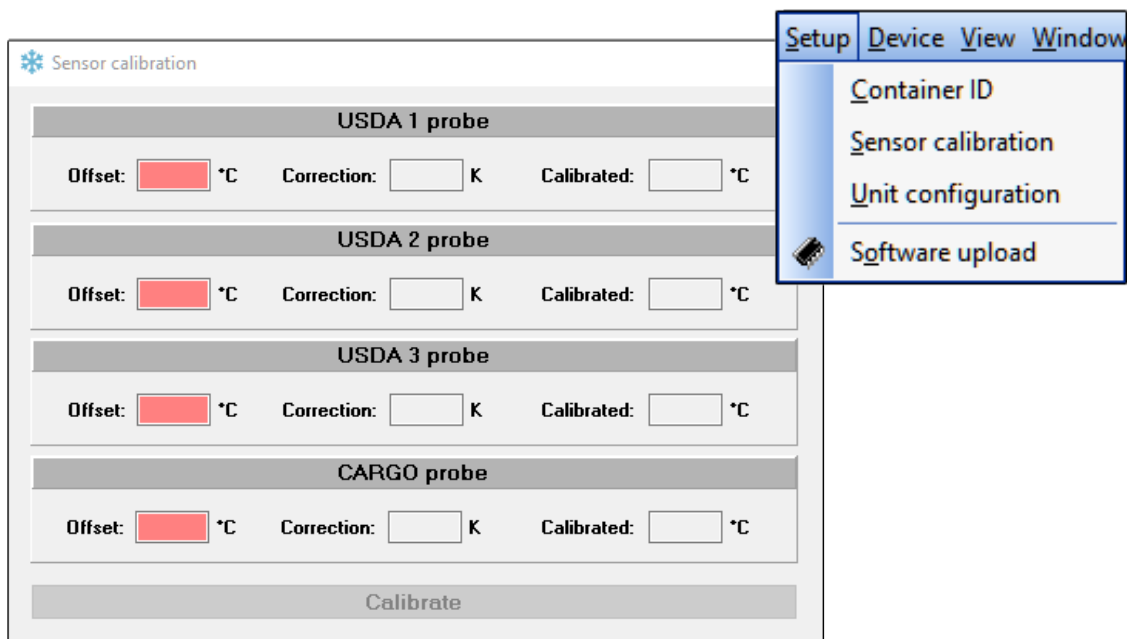 Setup Device View Window
Container ID
Sensor calibration
Unit configuration
Software upload
Sensor calibration
USDA 1 probe
Offset: °C Correction: K Calibrated: °C
USDA 2 probe
Offset: °C Correction: K Calibrated: °C
USDA 3 probe
Offset: °C Correction: K Calibrated: °C
CARGO probe
Offset: °C Correction: K Calibrated: °C
Calibrate